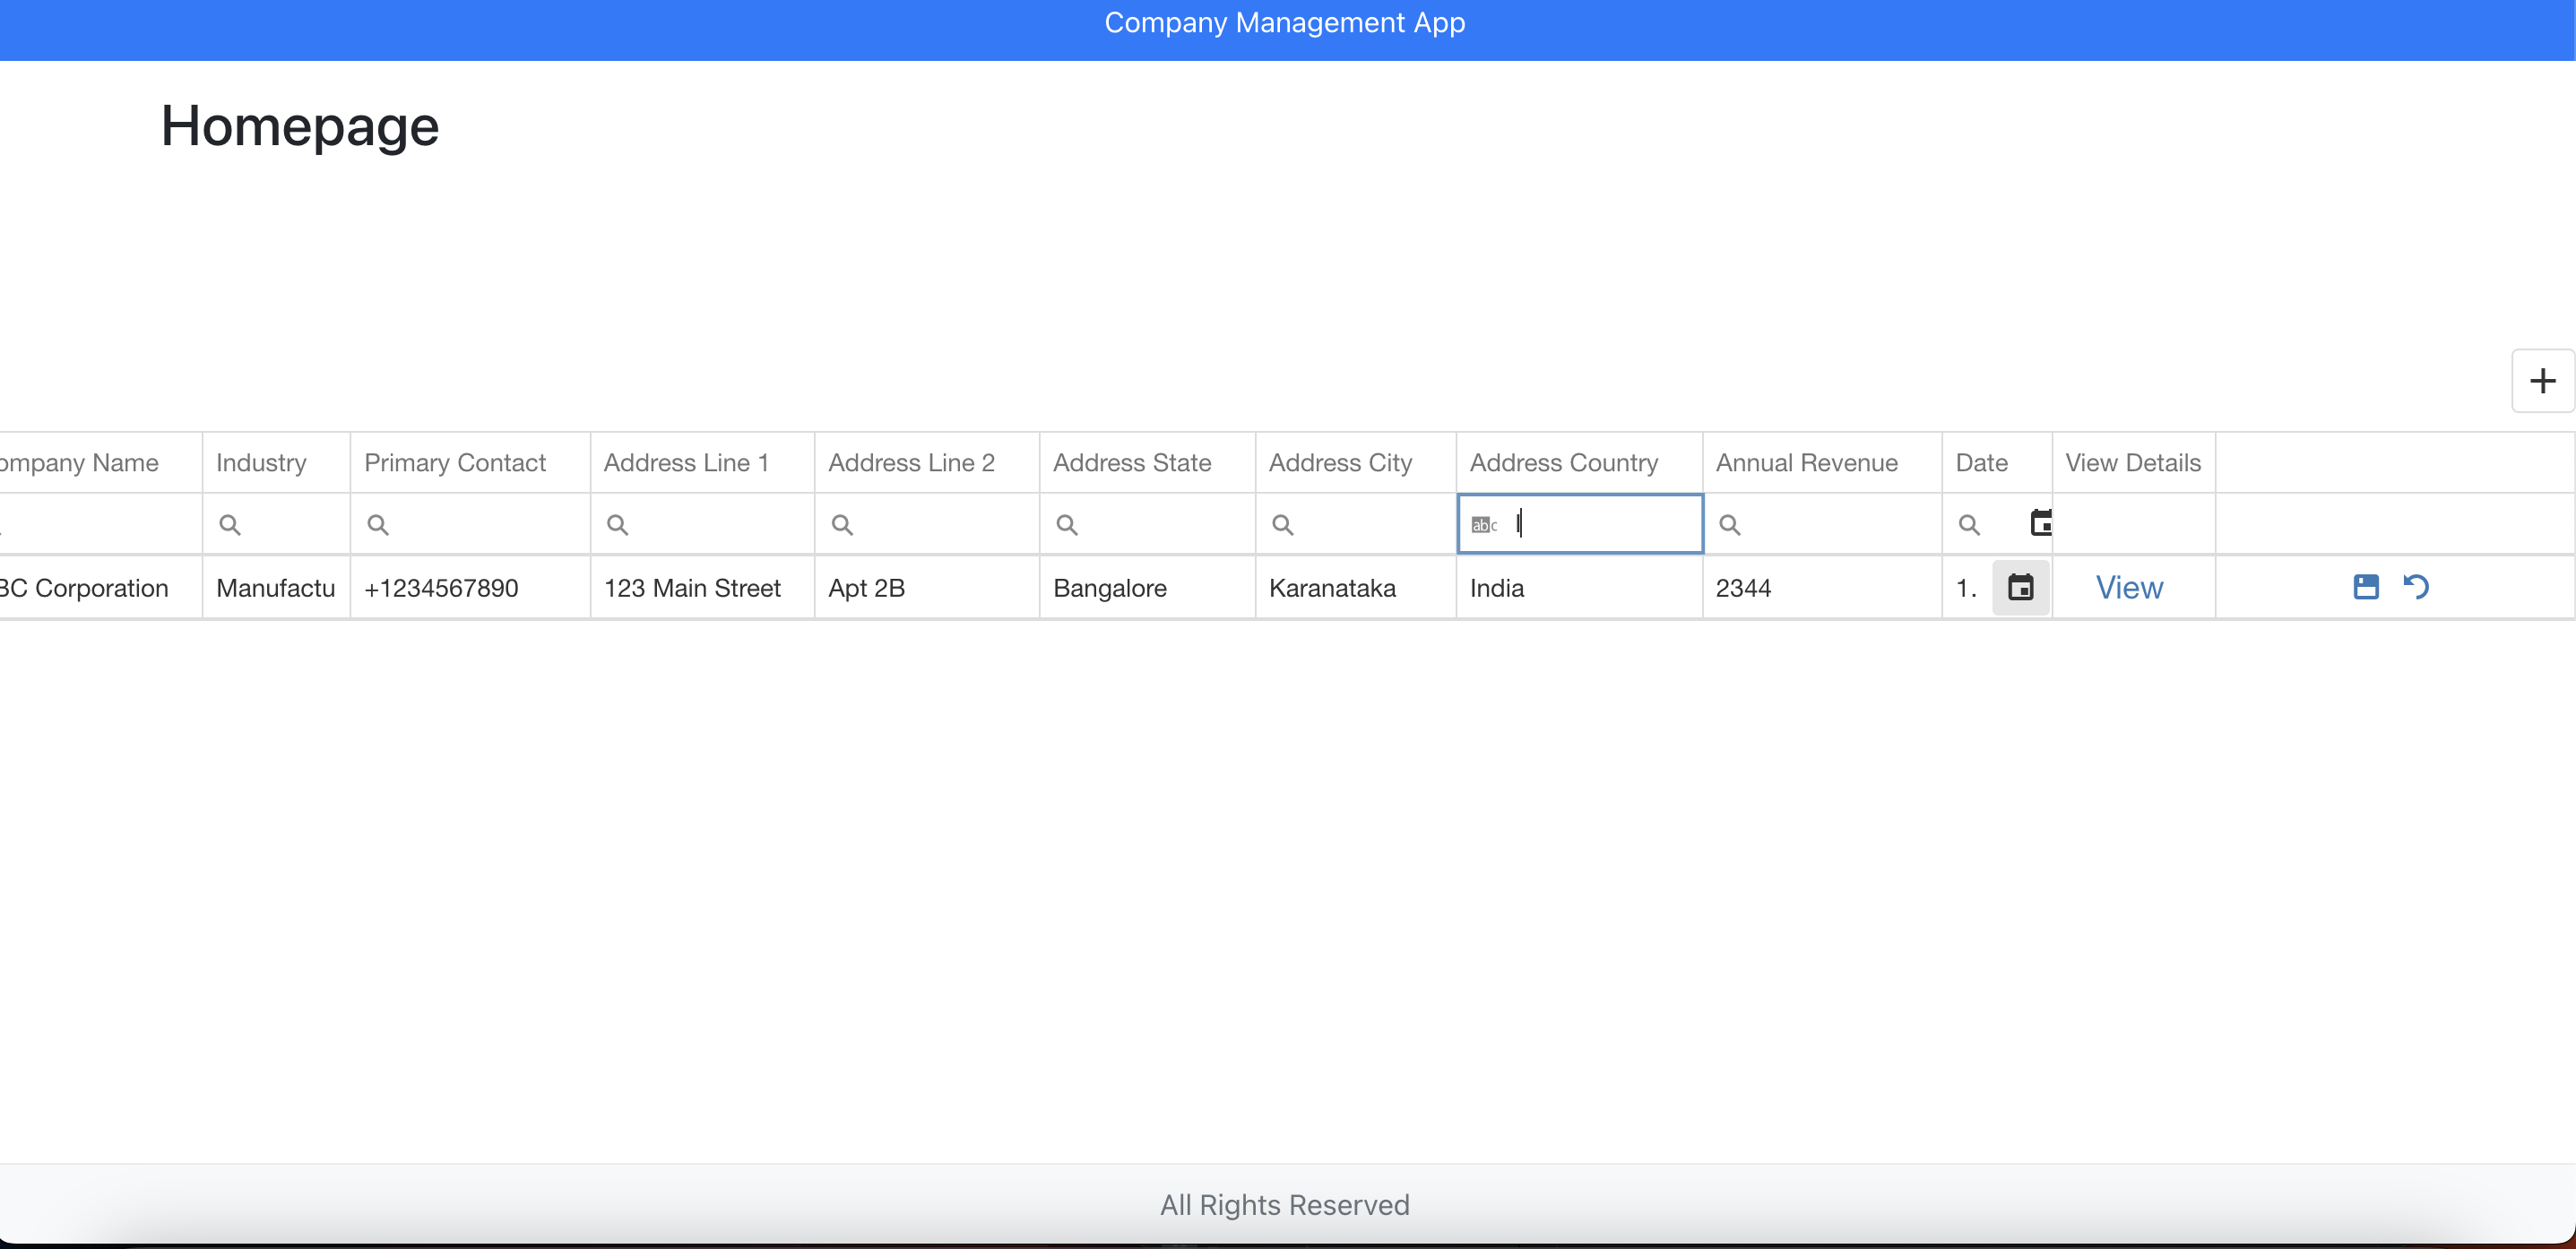 Company Management App
Homepage
ompany Name Industry Primary Contact Address Line 1 Address Line 2 Address State Address City Address Country Annual Revenue Date View Details
abc I
BC Corporation Manufactu +1234567890 123 Main Street Apt 2B Bangalore Karanataka India 2344 1. View
All Rights Reserved